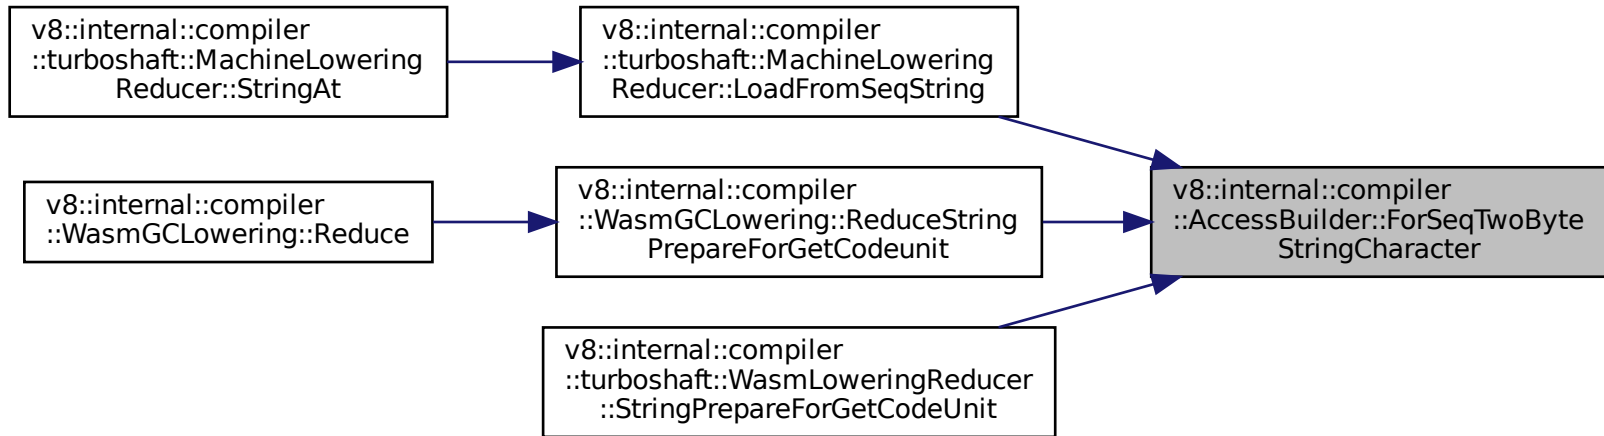 v8::internal::compiler
::turboshaft::MachineLowering
Reducer::StringAt
v8::internal::compiler
::turboshaft::MachineLowering
Reducer::LoadFromSeqString
v8::internal::compiler
::WasmGCLowering::Reduce
v8::internal::compiler
::WasmGCLowering::ReduceString
PrepareForGetCodeunit
v8::internal::compiler
::AccessBuilder::ForSeqTwoByte
StringCharacter
v8::internal::compiler
::turboshaft::WasmLoweringReducer
::StringPrepareForGetCodeUnit